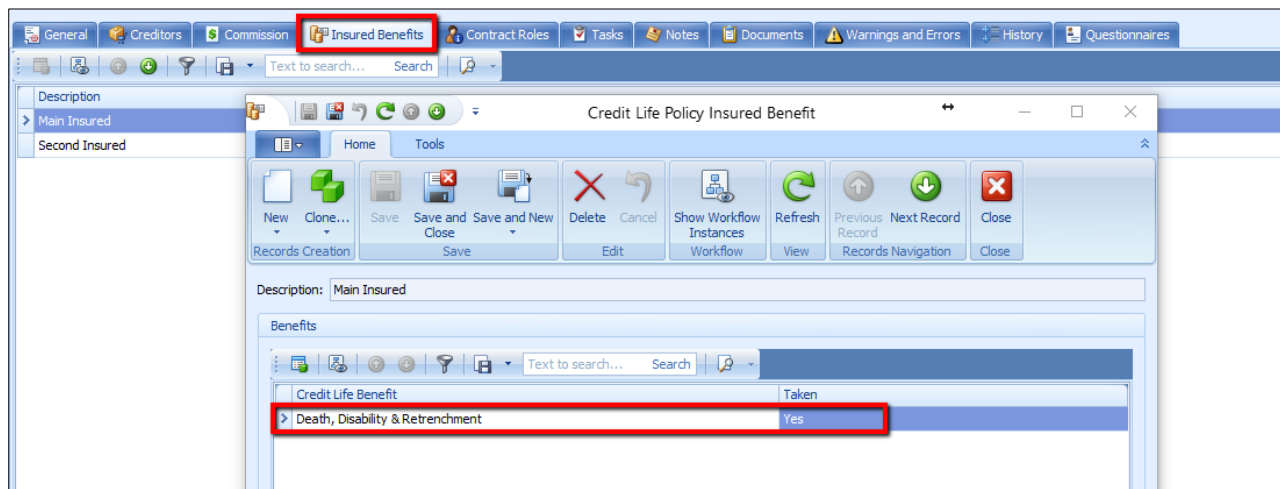 General Creditors Commission Insured Benefits Contract Roles Tasks Notes Documents Warnings and Errors History Questionnaires
Text to search... Search
Description
Main Insured
Second Insured
Credit Life Policy Insured Benefit
Home Tools
New Clone... Save Save and Close Save and New Delete Cancel Show Workflow Instances Refresh Previous Record Next Record Close
Records Creation Save Edit Workflow View Records Navigation Close
Description: Main Insured
Benefits
Text to search... Search
Credit Life Benefit Taken
Death, Disability & Retrenchment Yes